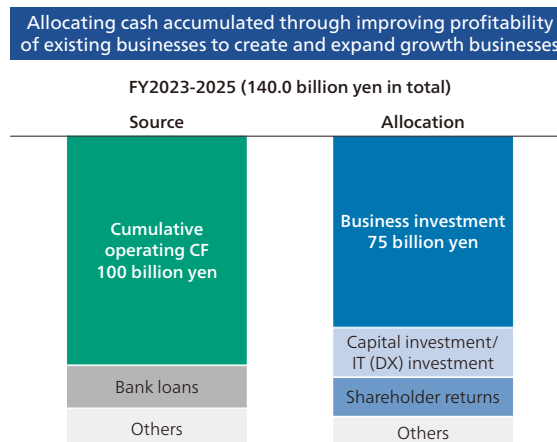 Allocating cash accumulated through improving profitability
of existing businesses to create and expand growth businesses
FY2023-2025 (140.0 billion yen in total)
Source
Allocation
Cumulative
operating CF
100 billion yen
Bank loans
Others
Business investment
75 billion yen
Capital investment/
IT (DX) investment
Shareholder returns
Others